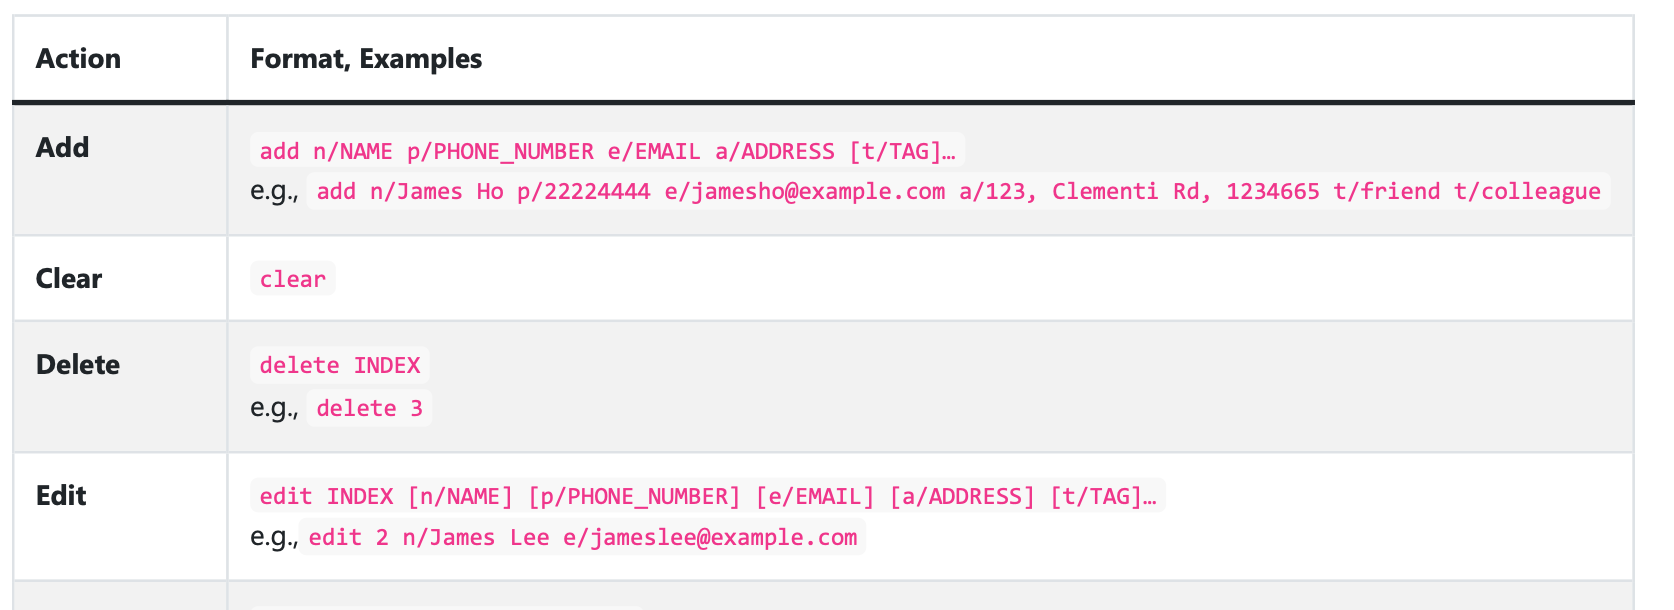 Action
Format, Examples
Add
add n/NAME p/PHONE_NUMBER e/EMAIL a/ADDRESS [t/TAG]…
e.g., add n/James Ho p/22224444 e/jamesho@example.com a/123, Clementi Rd, 1234665 t/friend t/colleague
Clear
clear
Delete
delete INDEX
e.g., delete 3
Edit
edit INDEX [n/NAME] [p/PHONE_NUMBER] [e/EMAIL] [a/ADDRESS] [t/TAG]…
e.g., edit 2 n/James Lee e/jameslee@example.com